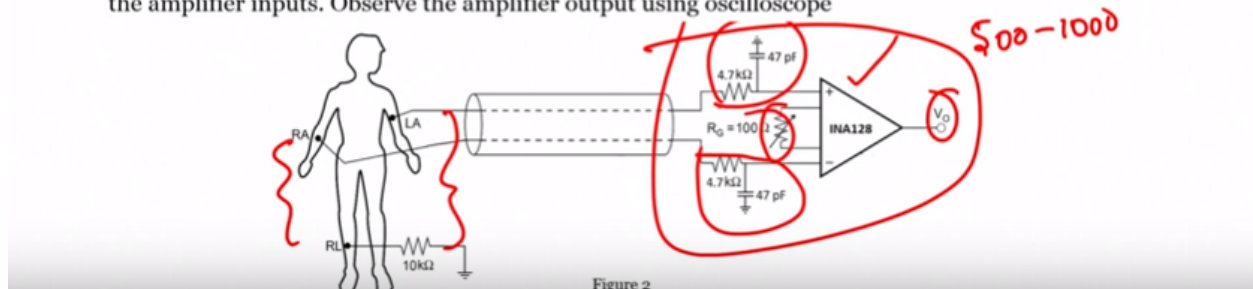 the amplifier inputs. Observe the amplifier output using oscilloscope
500-1000
47 pF
4.7kΩ
LA
RA
RG = 100Ω
INA128
Vo
4.7kΩ
47 pF
RL
10kΩ
Figure 2